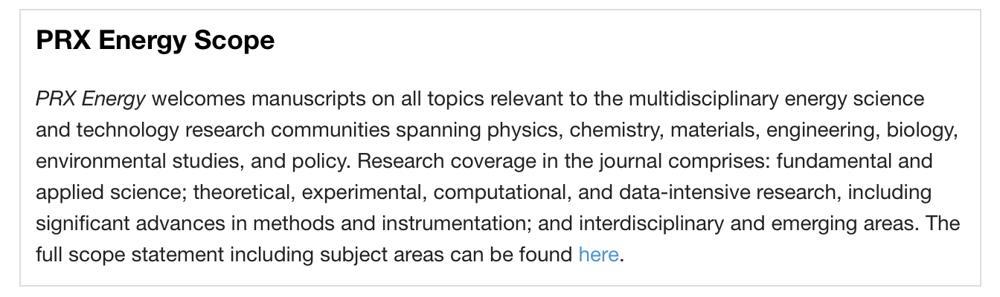 PRX Energy Scope
PRX Energy welcomes manuscripts on all topics relevant to the multidisciplinary energy science
and technology research communities spanning physics, chemistry, materials, engineering, biology,
environmental studies, and policy. Research coverage in the journal comprises: fundamental and
applied science; theoretical, experimental, computational, and data-intensive research, including
significant advances in methods and instrumentation; and interdisciplinary and emerging areas. The
full scope statement including subject areas can be found here.